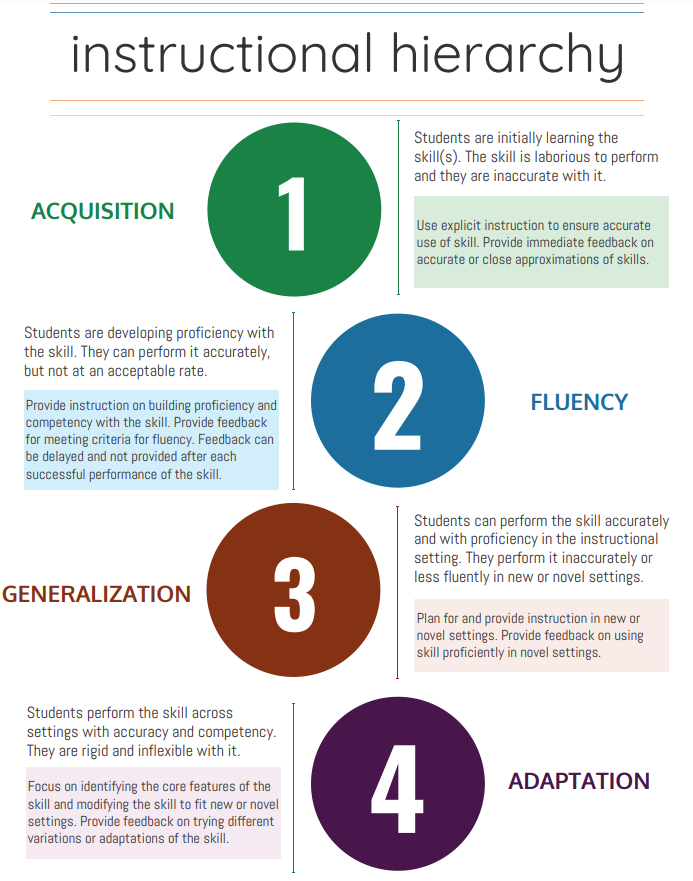 instructional hierarchy
ACQUISITION
1
Students are initially learning the
skill(s). The skill is laborious to perform
and they are inaccurate with it.
Use explicit instruction to ensure accurate
use of skill. Provide immediate feedback on
accurate or close approximations of skills.
Students are developing proficiency with
the skill. They can perform it accurately,
but not at an acceptable rate.
Provide instruction on building proficiency and
competency with the skill. Provide feedback
for meeting criteria for fluency. Feedback can
be delayed and not provided after each
successful performance of the skill.
2
FLUENCY
GENERALIZATION
3
Students can perform the skill accurately
and with proficiency in the instructional
setting. They perform it inaccurately or
less fluently in new or novel settings.
Plan for and provide instruction in new or
novel settings. Provide feedback on using
skill proficiently in novel settings.
Students perform the skill across
settings with accuracy and competency.
They are rigid and inflexible with it.
Focus on identifying the core features of the
skill and modifying the skill to fit new or novel
settings. Provide feedback on trying different
variations or adaptations of the skill.
4
ADAPTATION